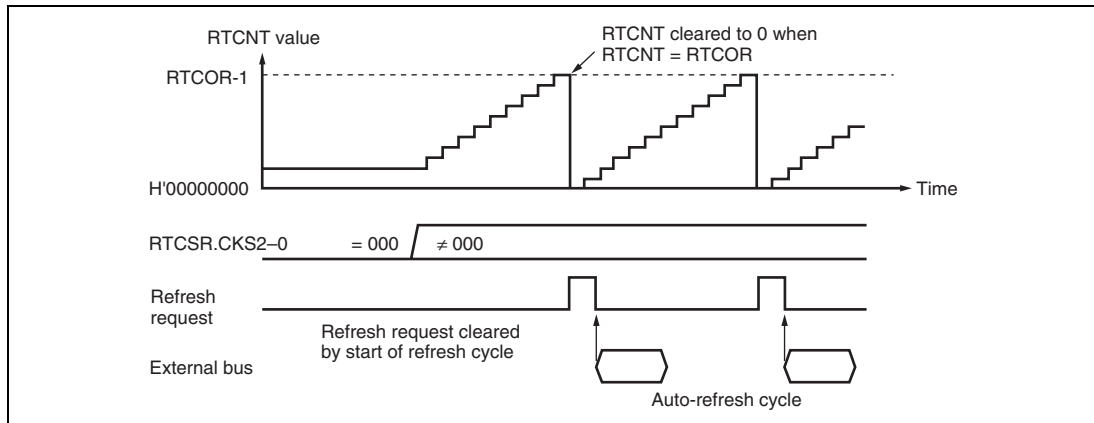 RTCNT value
RTCNT cleared to 0 when
RTCNT = RTCOR
RTCOR-1
H'00000000
Time
RTCSR.CKS2–0 = 000 ≠ 000
Refresh
request
Refresh request cleared
by start of refresh cycle
External bus
Auto-refresh cycle